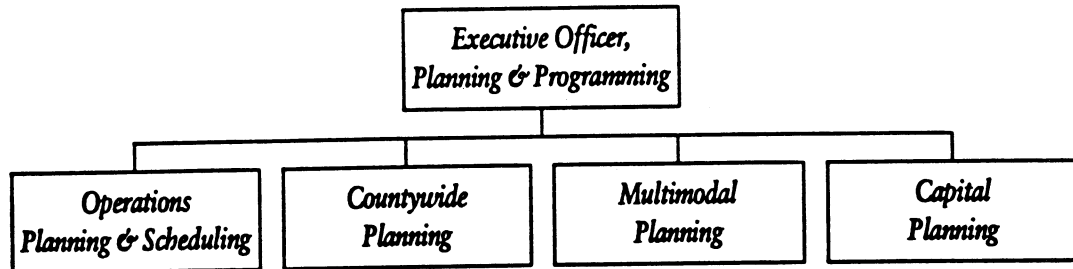 Executive Officer,
Planning & Programming
Operations
Planning & Scheduling
Countywide
Planning
Multimodal
Planning
Capital
Planning